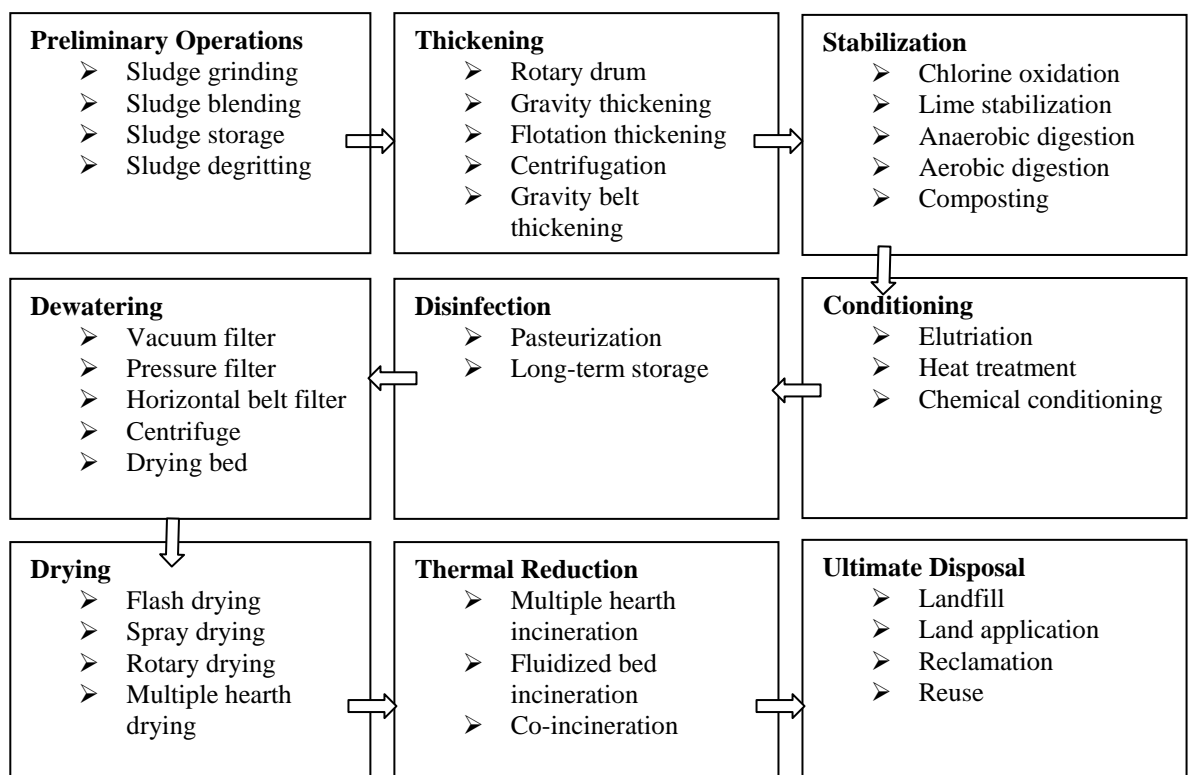 Preliminary Operations
➢ Sludge grinding
➢ Sludge blending
➢ Sludge storage
➢ Sludge degritting
Thickening
➢ Rotary drum
➢ Gravity thickening
➢ Flotation thickening
➢ Centrifugation
➢ Gravity belt
thickening
Stabilization
➢ Chlorine oxidation
➢ Lime stabilization
➢ Anaerobic digestion
➢ Aerobic digestion
➢ Composting
Dewatering
➢ Vacuum filter
➢ Pressure filter
➢ Horizontal belt filter
➢ Centrifuge
➢ Drying bed
Disinfection
➢ Pasteurization
➢ Long-term storage
Conditioning
➢ Elutriation
➢ Heat treatment
➢ Chemical conditioning
Drying
➢ Flash drying
➢ Spray drying
➢ Rotary drying
➢ Multiple hearth
drying
Thermal Reduction
➢ Multiple hearth
incineration
➢ Fluidized bed
incineration
➢ Co-incineration
Ultimate Disposal
➢ Landfill
➢ Land application
➢ Reclamation
➢ Reuse